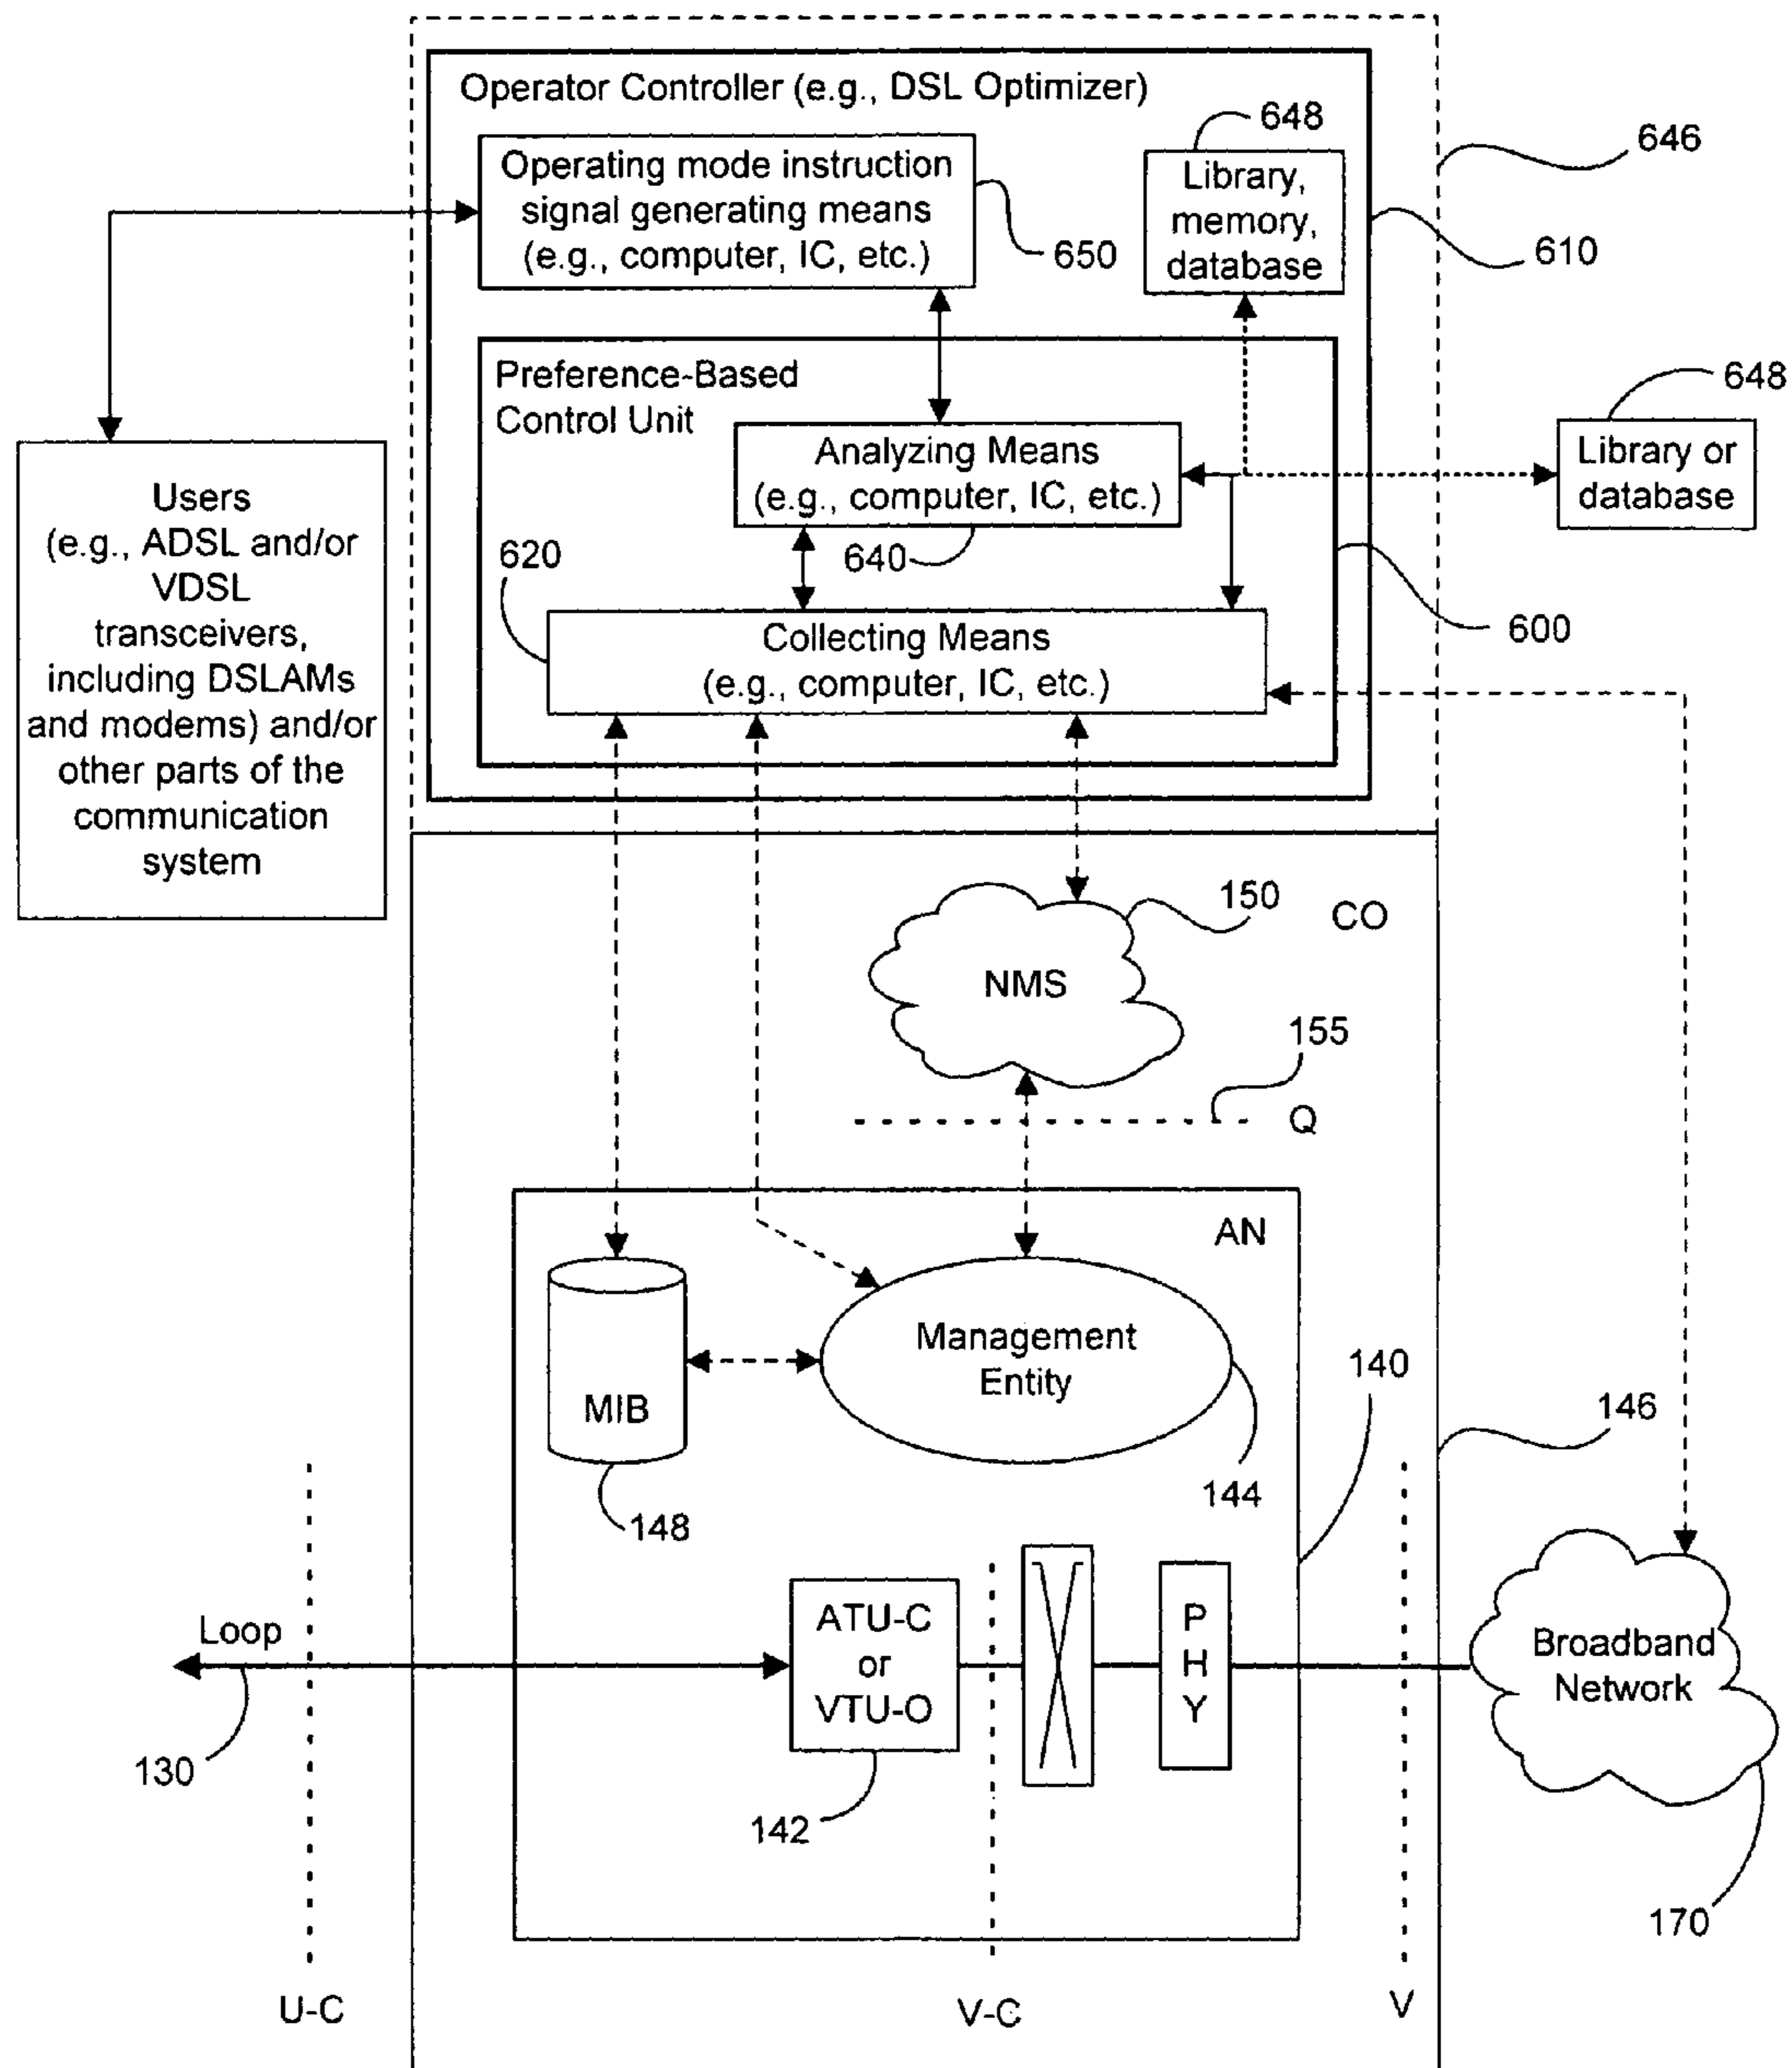 Operator Controller (e.g., DSL Optimizer)
648
646
Operating mode instruction
signal generating means
(e.g., computer, IC, etc.)
650
Library,
memory,
database
610
Preference-Based
Control Unit
648
Analyzing Means
(e.g., computer, IC, etc.)
640
Library or
database
Users
(e.g., ADSL and/or
VDSL
transceivers,
including DSLAMs
and modems) and/or
other parts of the
communication
system
620
600
Collecting Means
(e.g., computer, IC, etc.)
150
CO
NMS
155
Q
AN
Management
Entity
MIB
140
146
144
148
Loop
ATU-C
or
VTU-O
P
H
Y
Broadband
Network
130
142
170
U-C
V-C
V